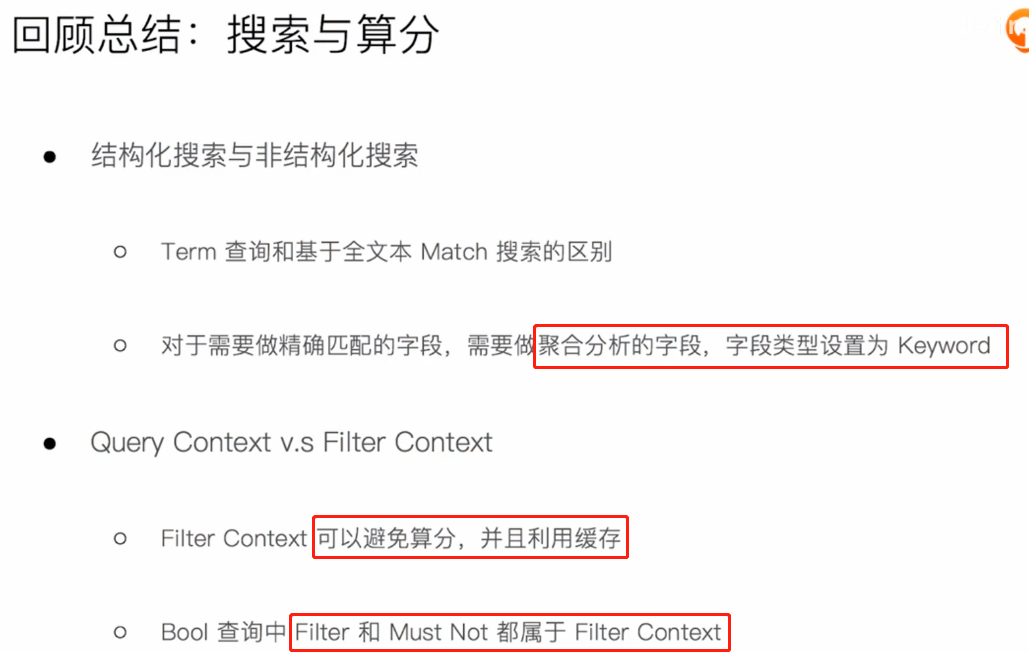 回顾总结：搜索与算分
结构化搜索与非结构化搜索
Term 查询和基于全文本 Match 搜索的区别
对于需要做精确匹配的字段，需要做聚合分析的字段，字段类型设置为 Keyword
Query Context v.s Filter Context
Filter Context 可以避免算分，并且利用缓存
Bool 查询中 Filter 和 Must Not 都属于 Filter Context